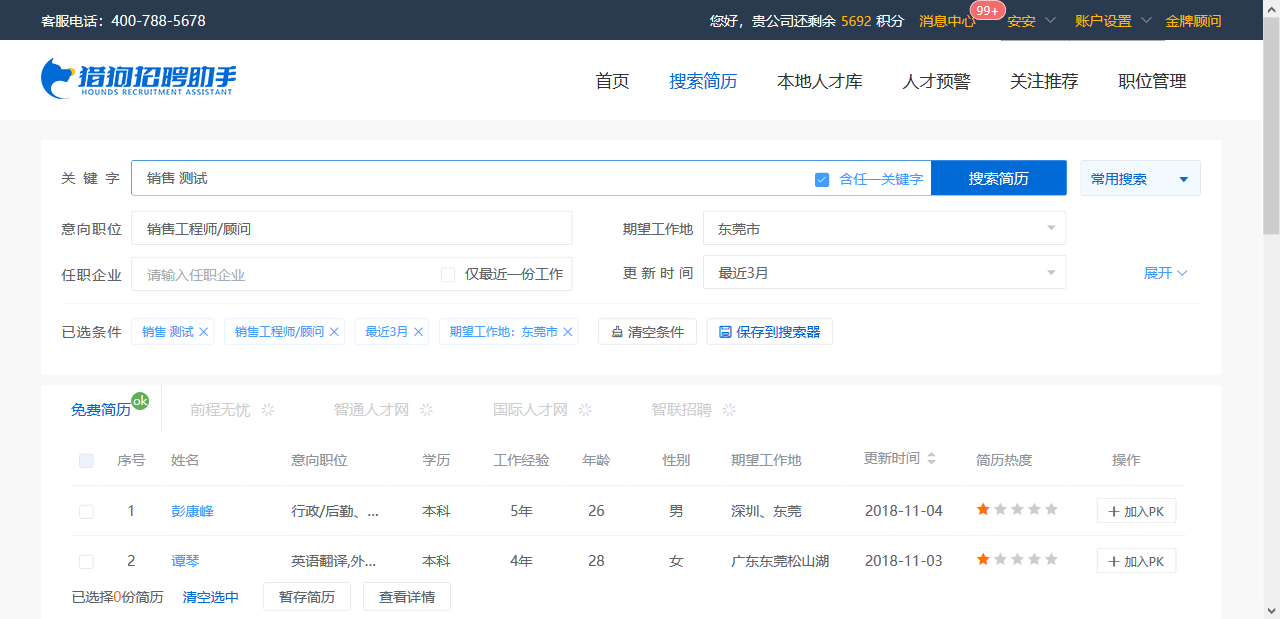 客服电话：400-788-5678
您好，贵公司还剩余 5692 积分 消息中心 99+ 安安 账户设置 金牌顾问
猎狗招聘助手
HOUNDS RECRUITMENT ASSISTANT
首页 搜索简历 本地人才库 人才预警 关注推荐 职位管理
关 键 字 销售 测试 含任一关键字 搜索简历 常用搜索
意向职位 销售工程师/顾问 期望工作地 东莞市
任职企业 请输入任职企业 仅最近一份工作 更 新 时 间 最近3月 展开
已选条件 销售 测试 销售工程师/顾问 最近3月 期望工作地：东莞市 清空条件 保存到搜索器
免费简历 ok 前程无忧 智通人才网 国际人才网 智联招聘
序号 姓名 意向职位 学历 工作经验 年龄 性别 期望工作地 更新时间 简历热度 操作
1 彭康峰 行政/后勤、... 本科 5年 26 男 深圳、东莞 2018-11-04 加入PK
2 谭琴 英语翻译,外... 本科 4年 28 女 广东东莞松山湖 2018-11-03 加入PK
已选择0份简历 清空选中 暂存简历 查看详情